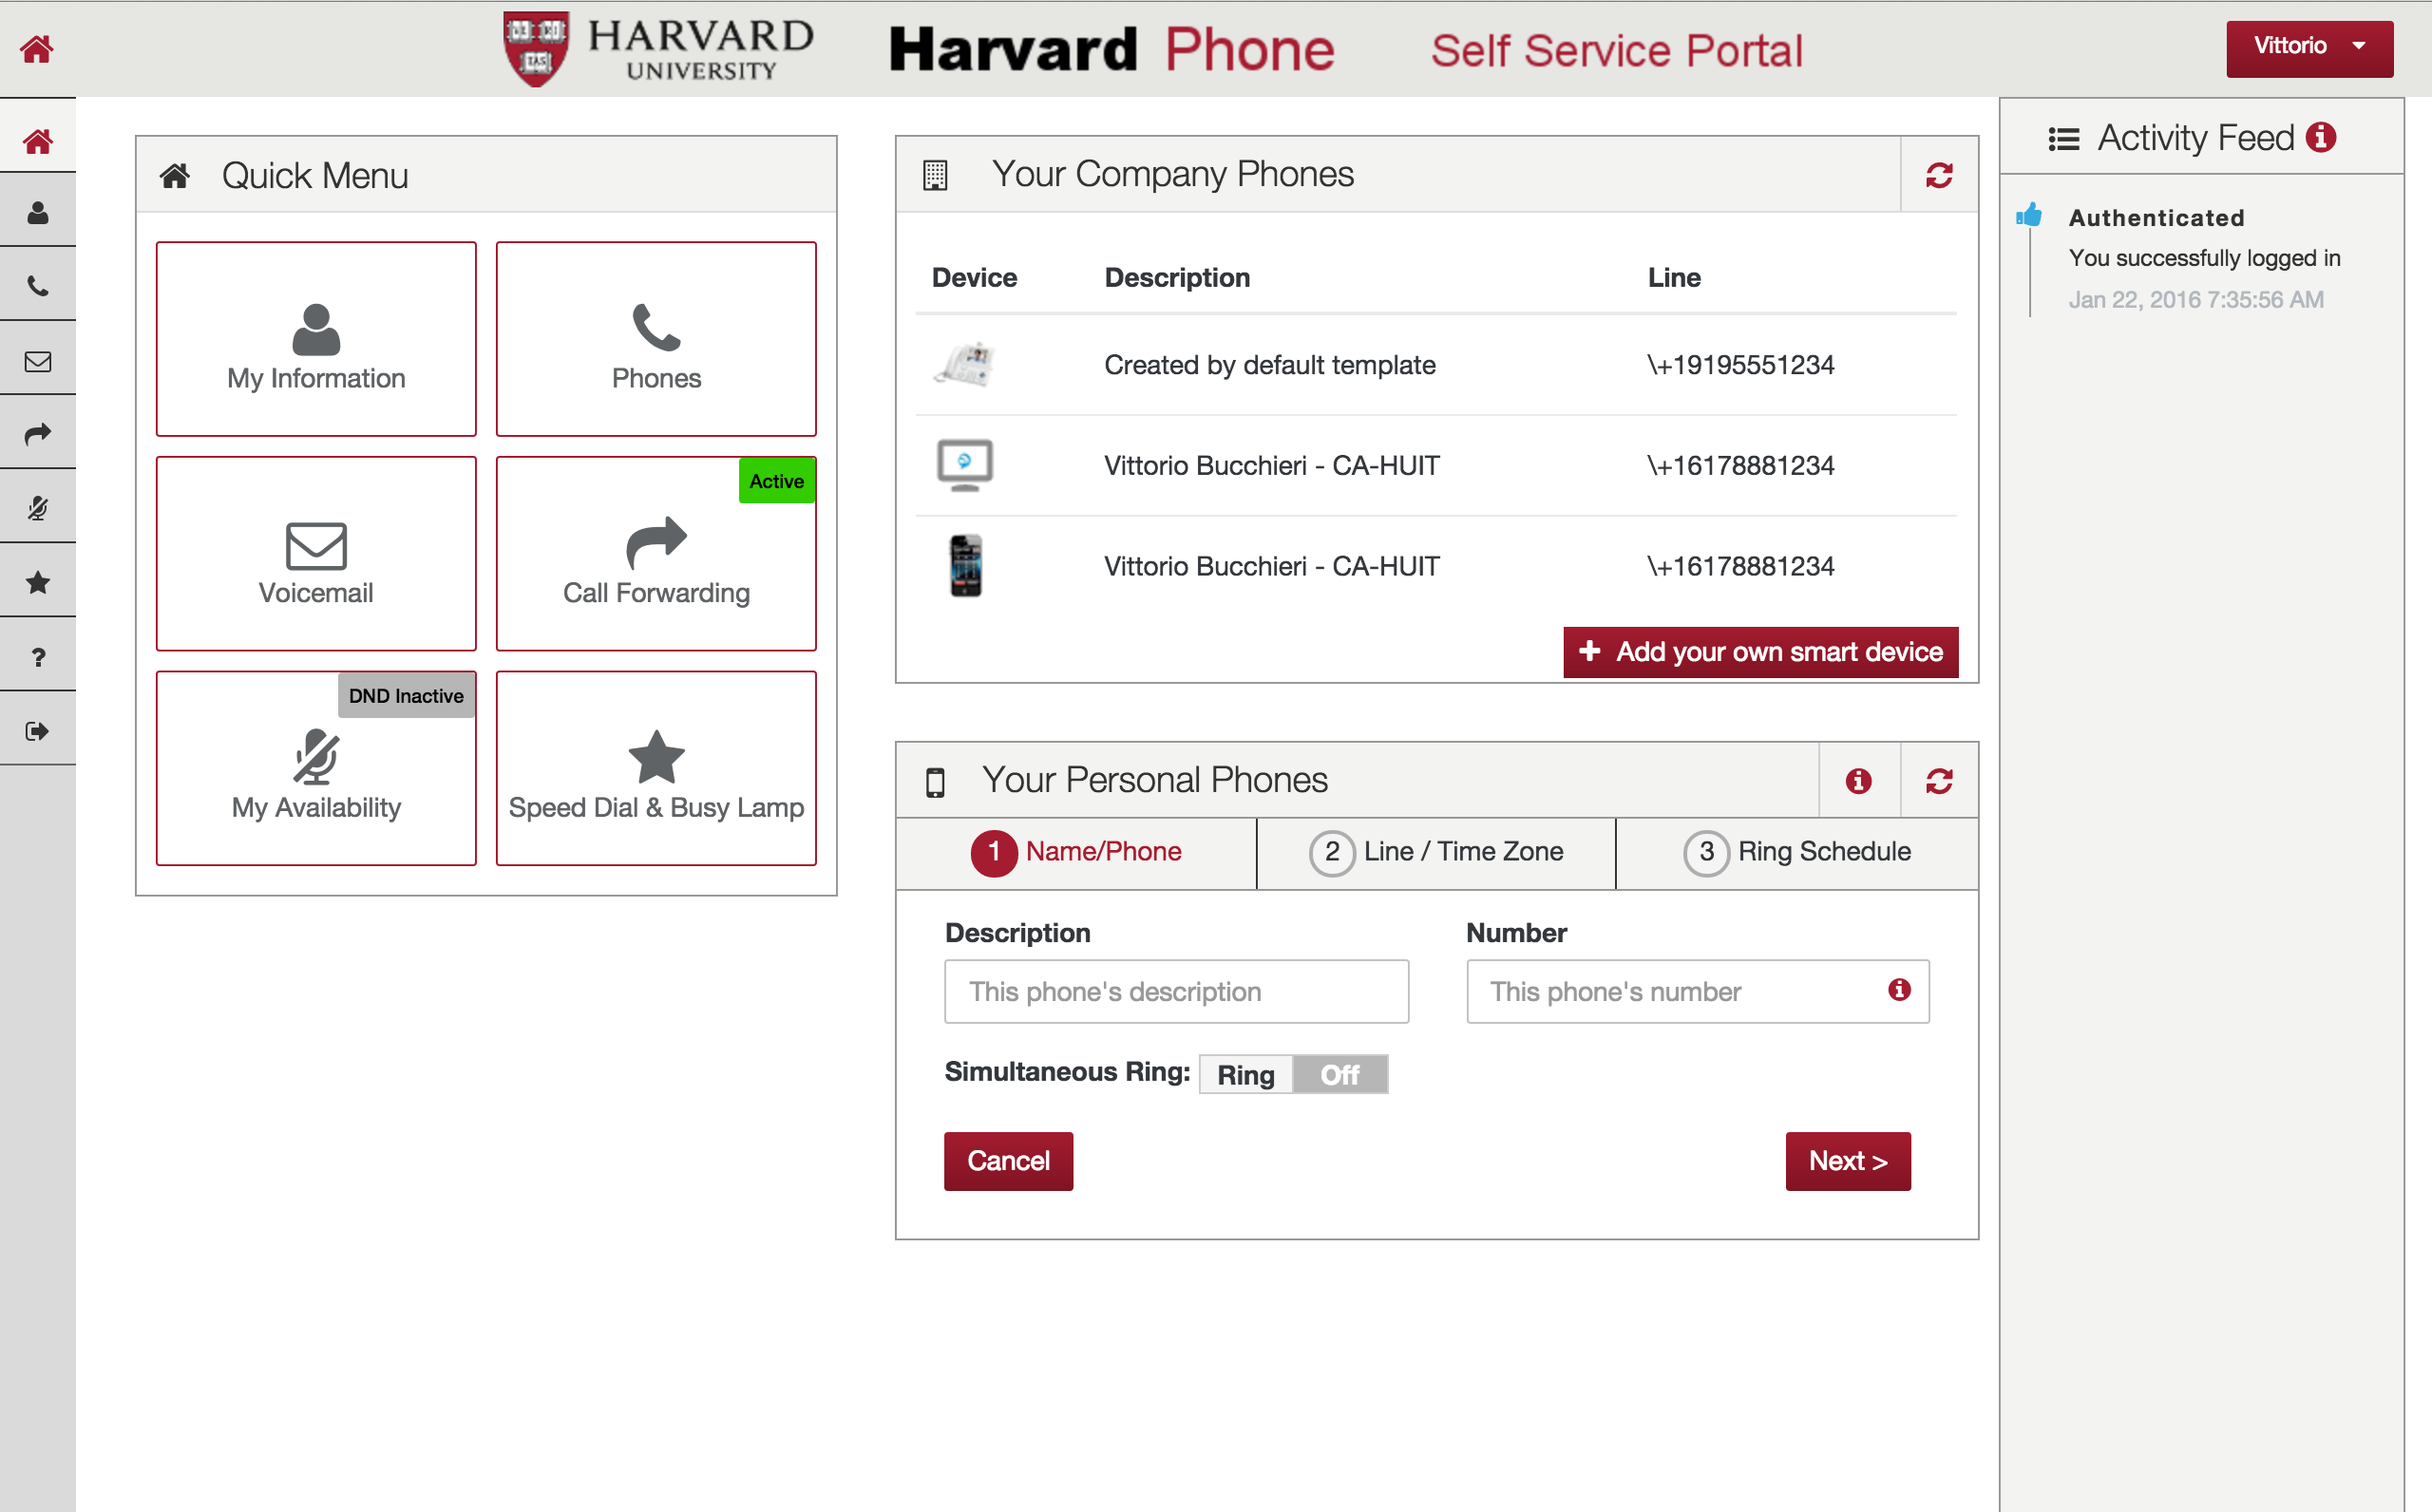 HARVARD
UNIVERSITY
Harvard Phone
Self Service Portal
Vittorio
Quick Menu
My Information
Phones
Voicemail
Active
Call Forwarding
DND Inactive
My Availability
Speed Dial & Busy Lamp
Your Company Phones
Device Description Line
Created by default template \+19195551234
Vittorio Bucchieri - CA-HUIT \+16178881234
Vittorio Bucchieri - CA-HUIT \+16178881234
+ Add your own smart device
Your Personal Phones
1 Name/Phone
2 Line / Time Zone
3 Ring Schedule
Description
This phone's description
Number
This phone's number
Simultaneous Ring: Ring Off
Cancel
Next >
Activity Feed
Authenticated
You successfully logged in
Jan 22, 2016 7:35:56 AM